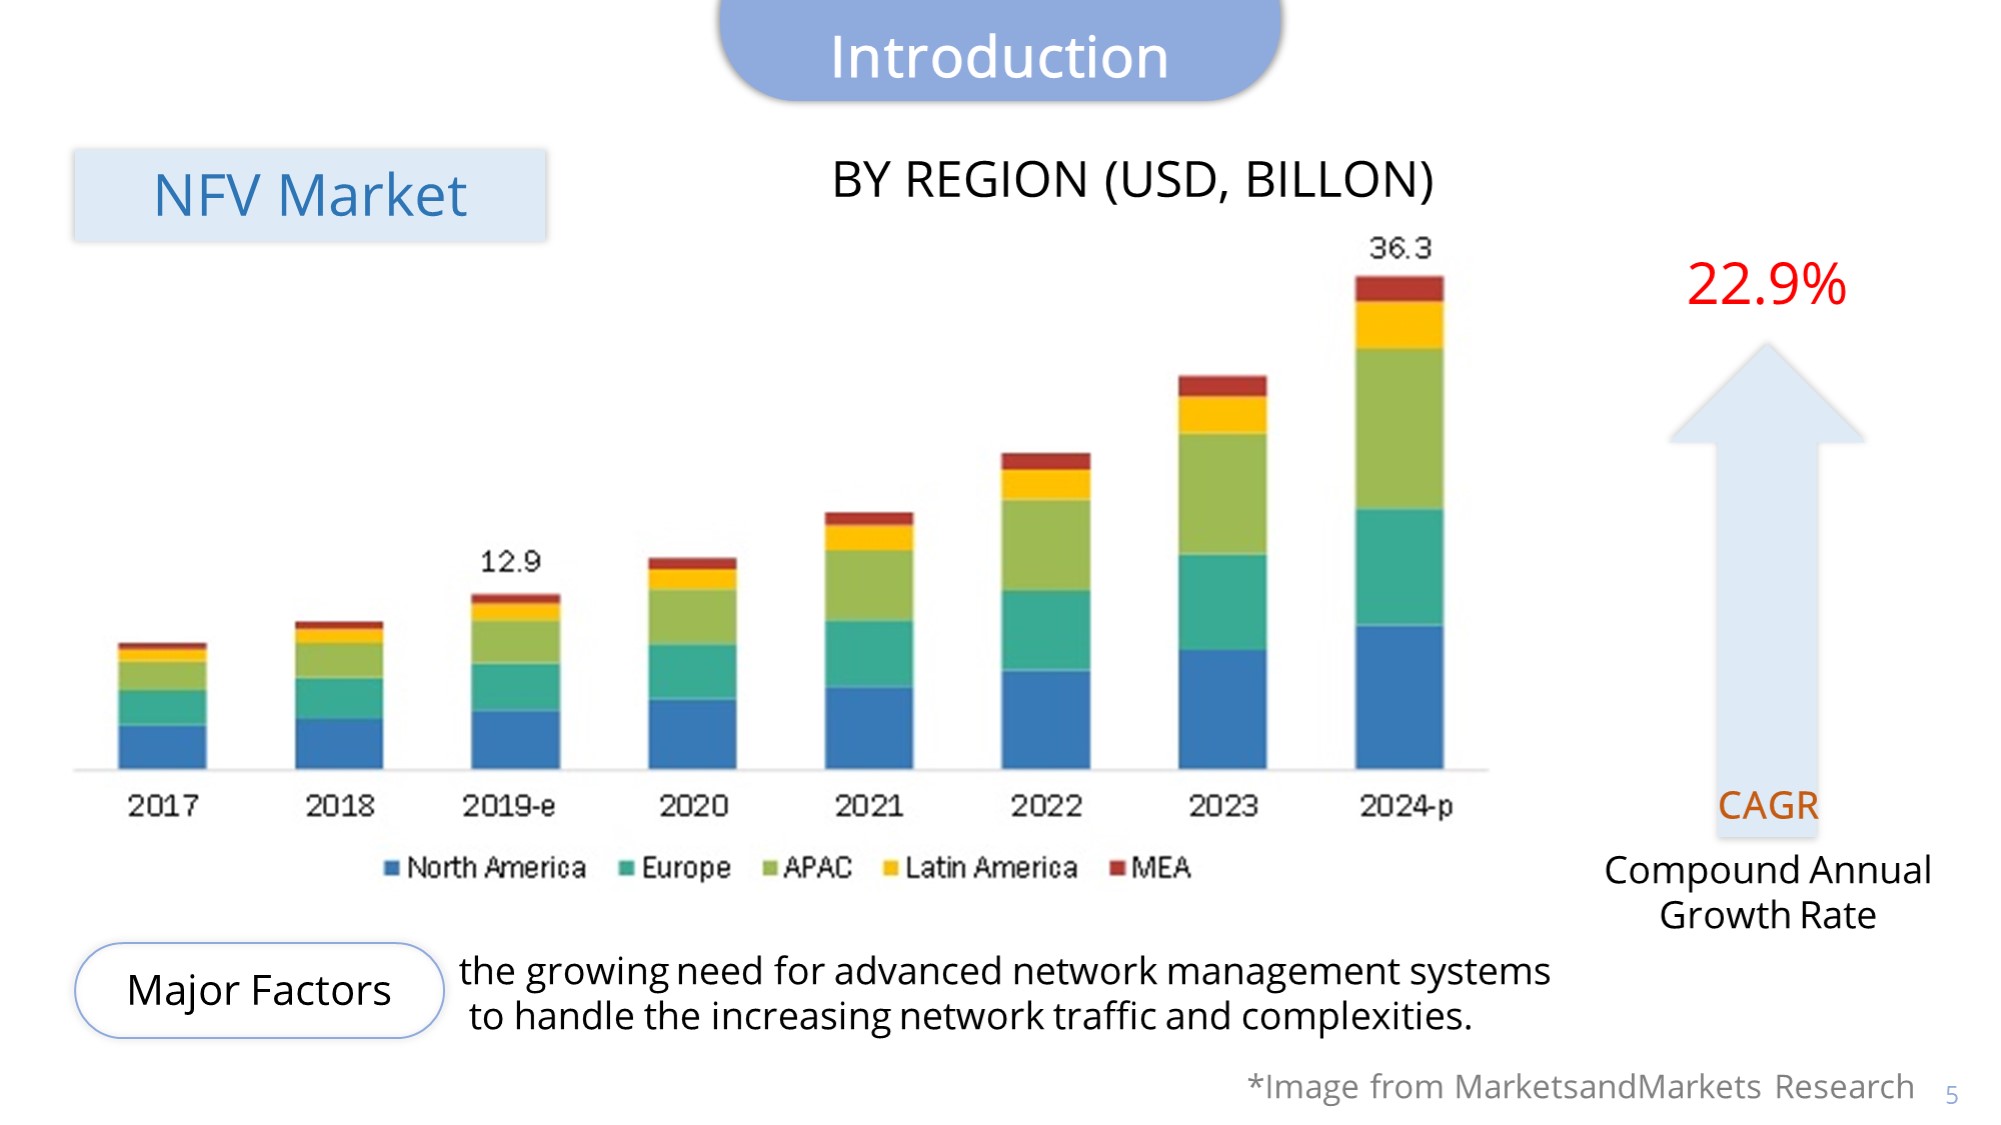 Introduction
NFV Market
BY REGION (USD, BILLON)
36.3
22.9%
12.9
2017 2018 2019-e 2020 2021 2022 2023 2024-p
CAGR
North America Europe APAC Latin America MEA
Compound Annual
Growth Rate
Major Factors
the growing need for advanced network management systems
to handle the increasing network traffic and complexities.
*Image from MarketsandMarkets Research
5